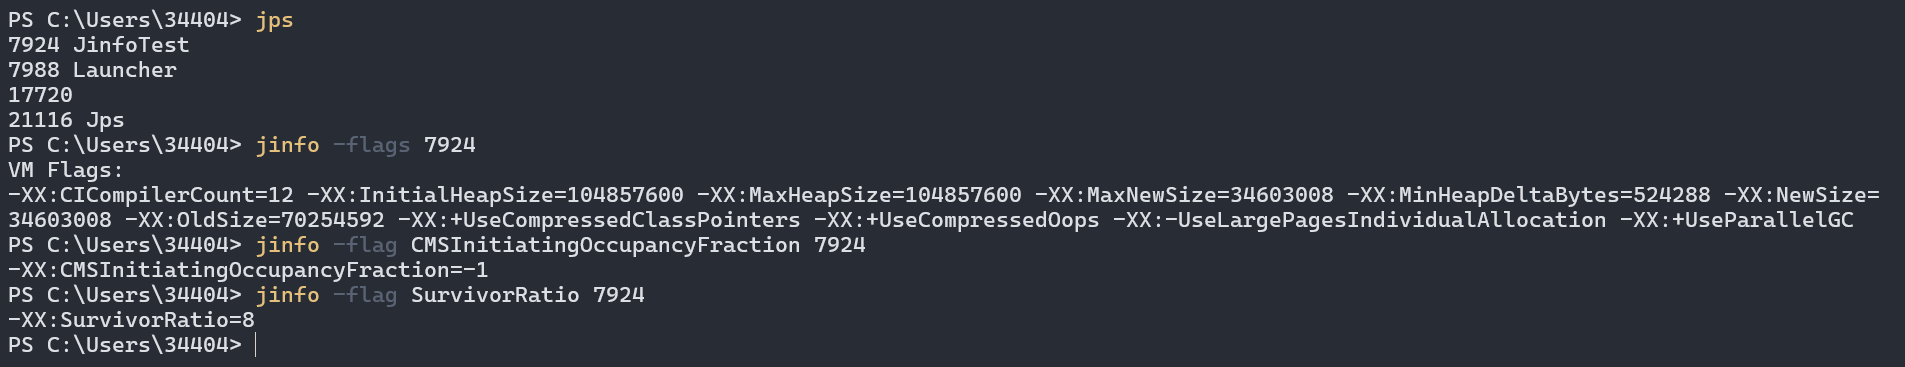 PS C:\Users\34404> jps
7924 JinfoTest
7988 Launcher
17720
21116 Jps
PS C:\Users\34404> jinfo -flags 7924
VM Flags:
-XX:CICompilerCount=12 -XX:InitialHeapSize=104857600 -XX:MaxHeapSize=104857600 -XX:MaxNewSize=34603008 -XX:MinHeapDeltaBytes=524288 -XX:NewSize=
34603008 -XX:OldSize=70254592 -XX:+UseCompressedClassPointers -XX:+UseCompressedOops -XX:-UseLargePagesIndividualAllocation -XX:+UseParallelGC
PS C:\Users\34404> jinfo -flag CMSInitiatingOccupancyFraction 7924
-XX:CMSInitiatingOccupancyFraction=-1
PS C:\Users\34404> jinfo -flag SurvivorRatio 7924
-XX:SurvivorRatio=8
PS C:\Users\34404>